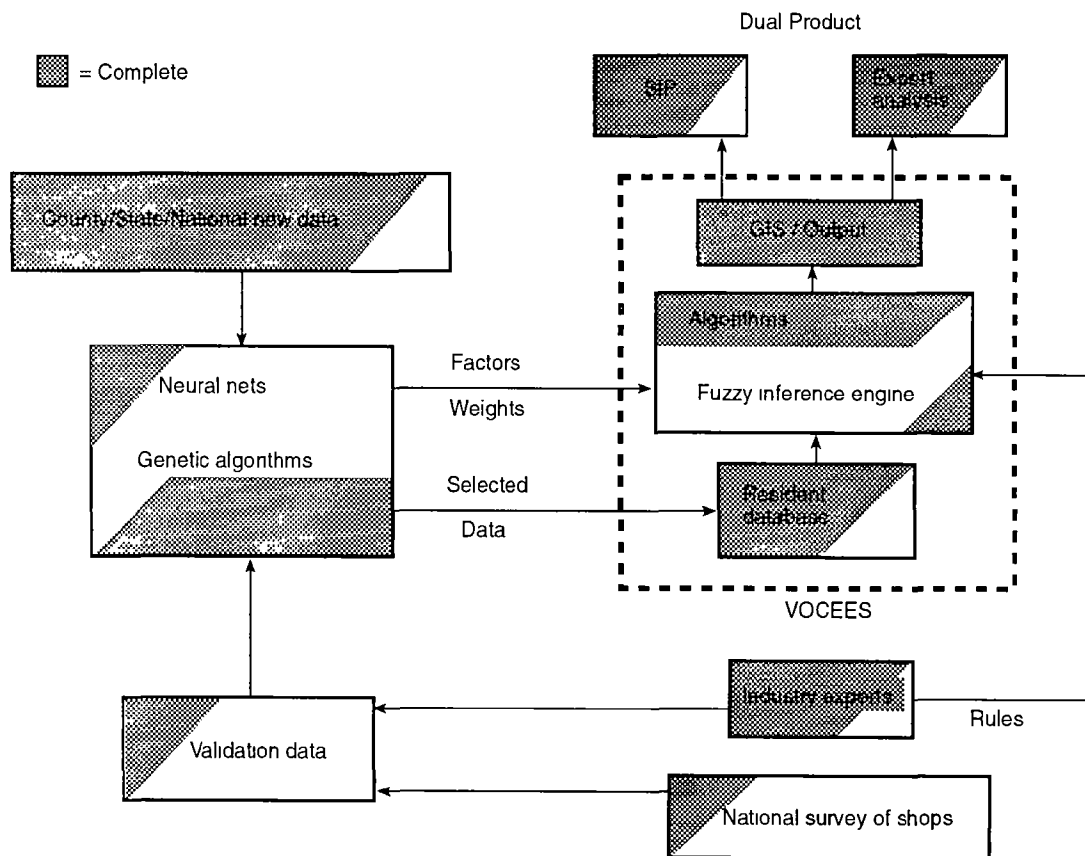 Dual Product
= Complete
SIP
Expert
analysis
County/State/National new data
GIS / Output
Algorithms
Fuzzy inference engine
Neural nets
Genetic algorithms
Factors
Weights
Selected
Data
Resident
database
VOCEES
Industry experts
Rules
Validation data
National survey of shops